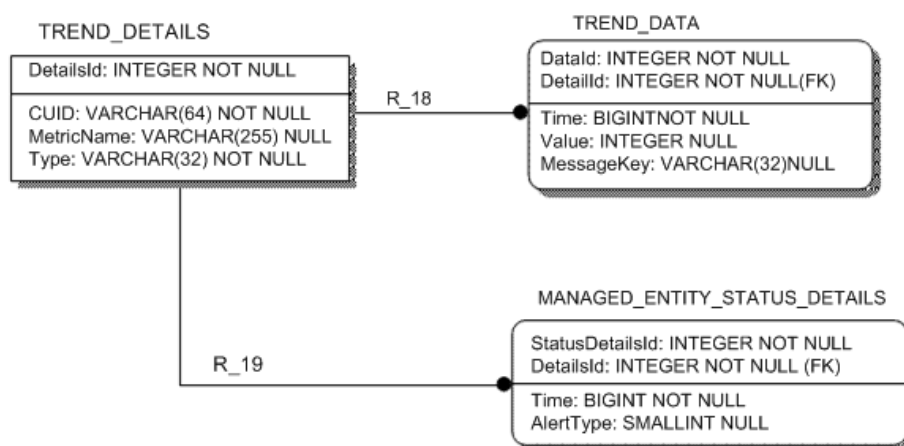 TREND_DETAILS
DetailsId: INTEGER NOT NULL
CUID: VARCHAR(64) NOT NULL
MetricName: VARCHAR(255) NULL
Type: VARCHAR(32) NOT NULL
R_18
TREND_DATA
DataId: INTEGER NOT NULL
DetailId: INTEGER NOT NULL(FK)
Time: BIGINTNOT NULL
Value: INTEGER NULL
MessageKey: VARCHAR(32)NULL
R_19
MANAGED_ENTITY_STATUS_DETAILS
StatusDetailsId: INTEGER NOT NULL
DetailsId: INTEGER NOT NULL (FK)
Time: BIGINT NOT NULL
AlertType: SMALLINT NULL